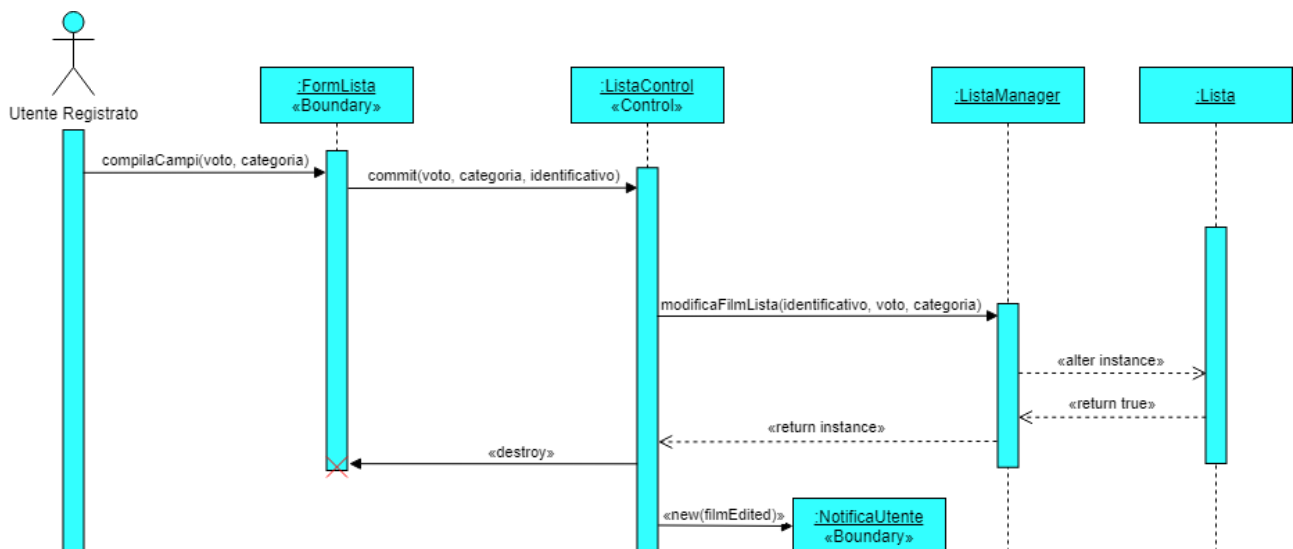 Utente Registrato
:FormLista
«Boundary»
:ListaControl
«Control»
:ListaManager
:Lista
compilaCampi(voto, categoria)
commit(voto, categoria, identificativo)
modificaFilmLista(identificativo, voto, categoria)
«alter instance»
«return true»
«return instance»
«destroy»
«new(filmEdited)»
:NotificaUtente
«Boundary»